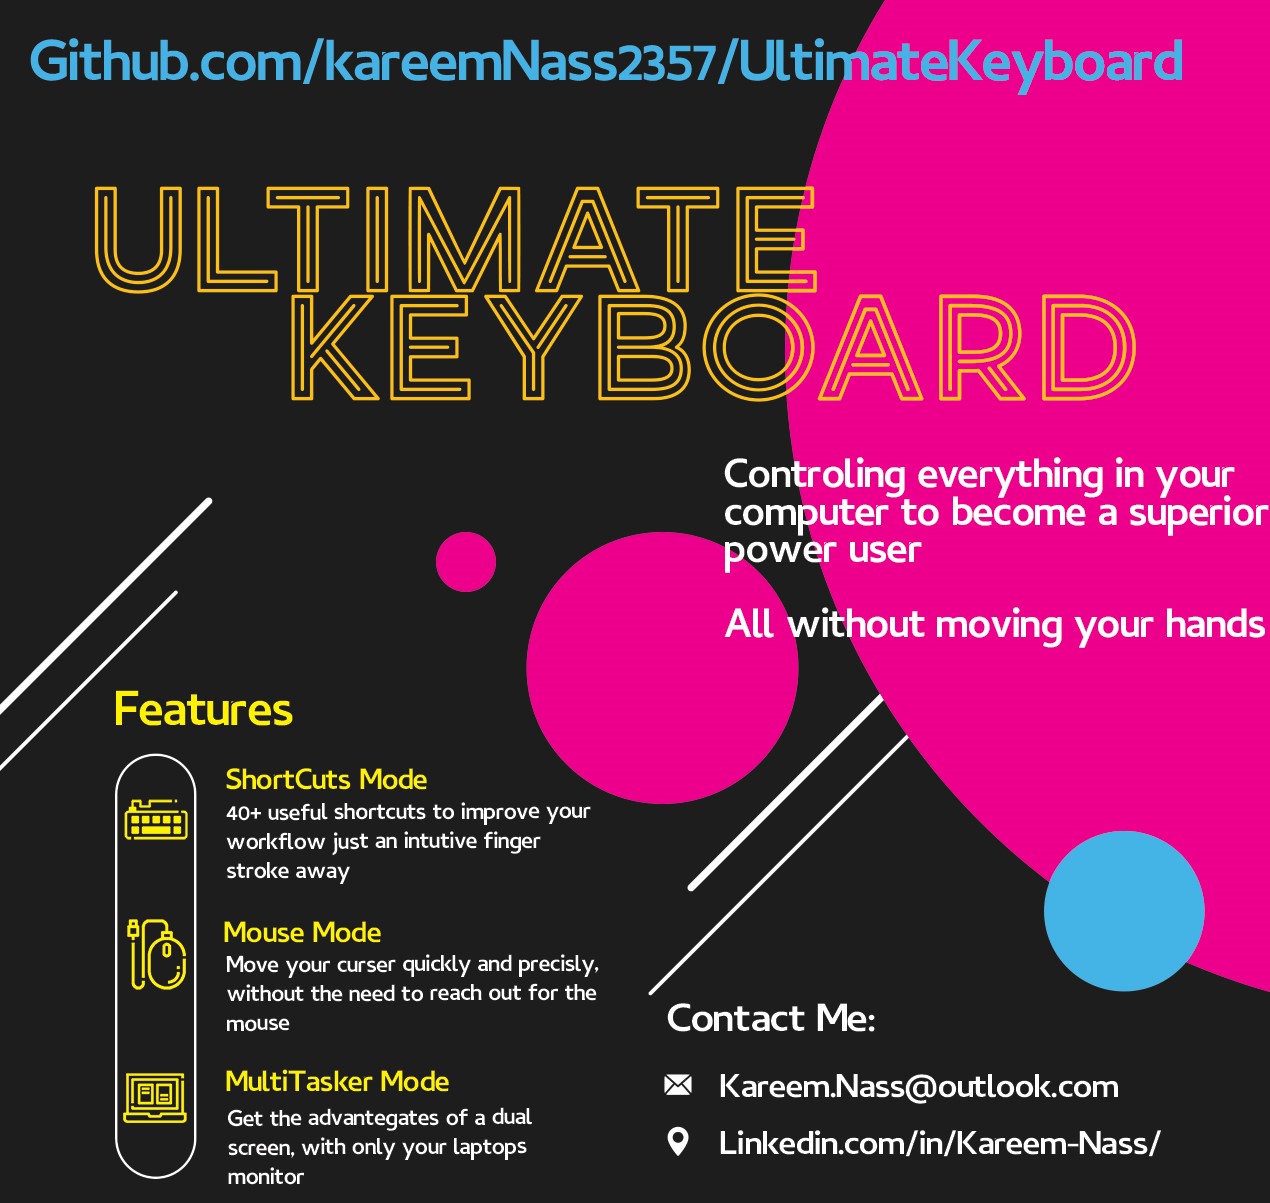 Github.com/kareemNass2357/UltimateKeyboard
ULTIMATE
KEYBOARD
Controling everything in your
computer to become a superior
power user
All without moving your hands
Features
ShortCuts Mode
40+ useful shortcuts to improve your
workflow just an intutive finger
stroke away
Mouse Mode
Move your curser quickly and precisly,
without the need to reach out for the
mouse
MultiTasker Mode
Get the advantegates of a dual
screen, with only your laptops
monitor
Contact Me:
Kareem.Nass@outlook.com
Linkedin.com/in/Kareem-Nass/